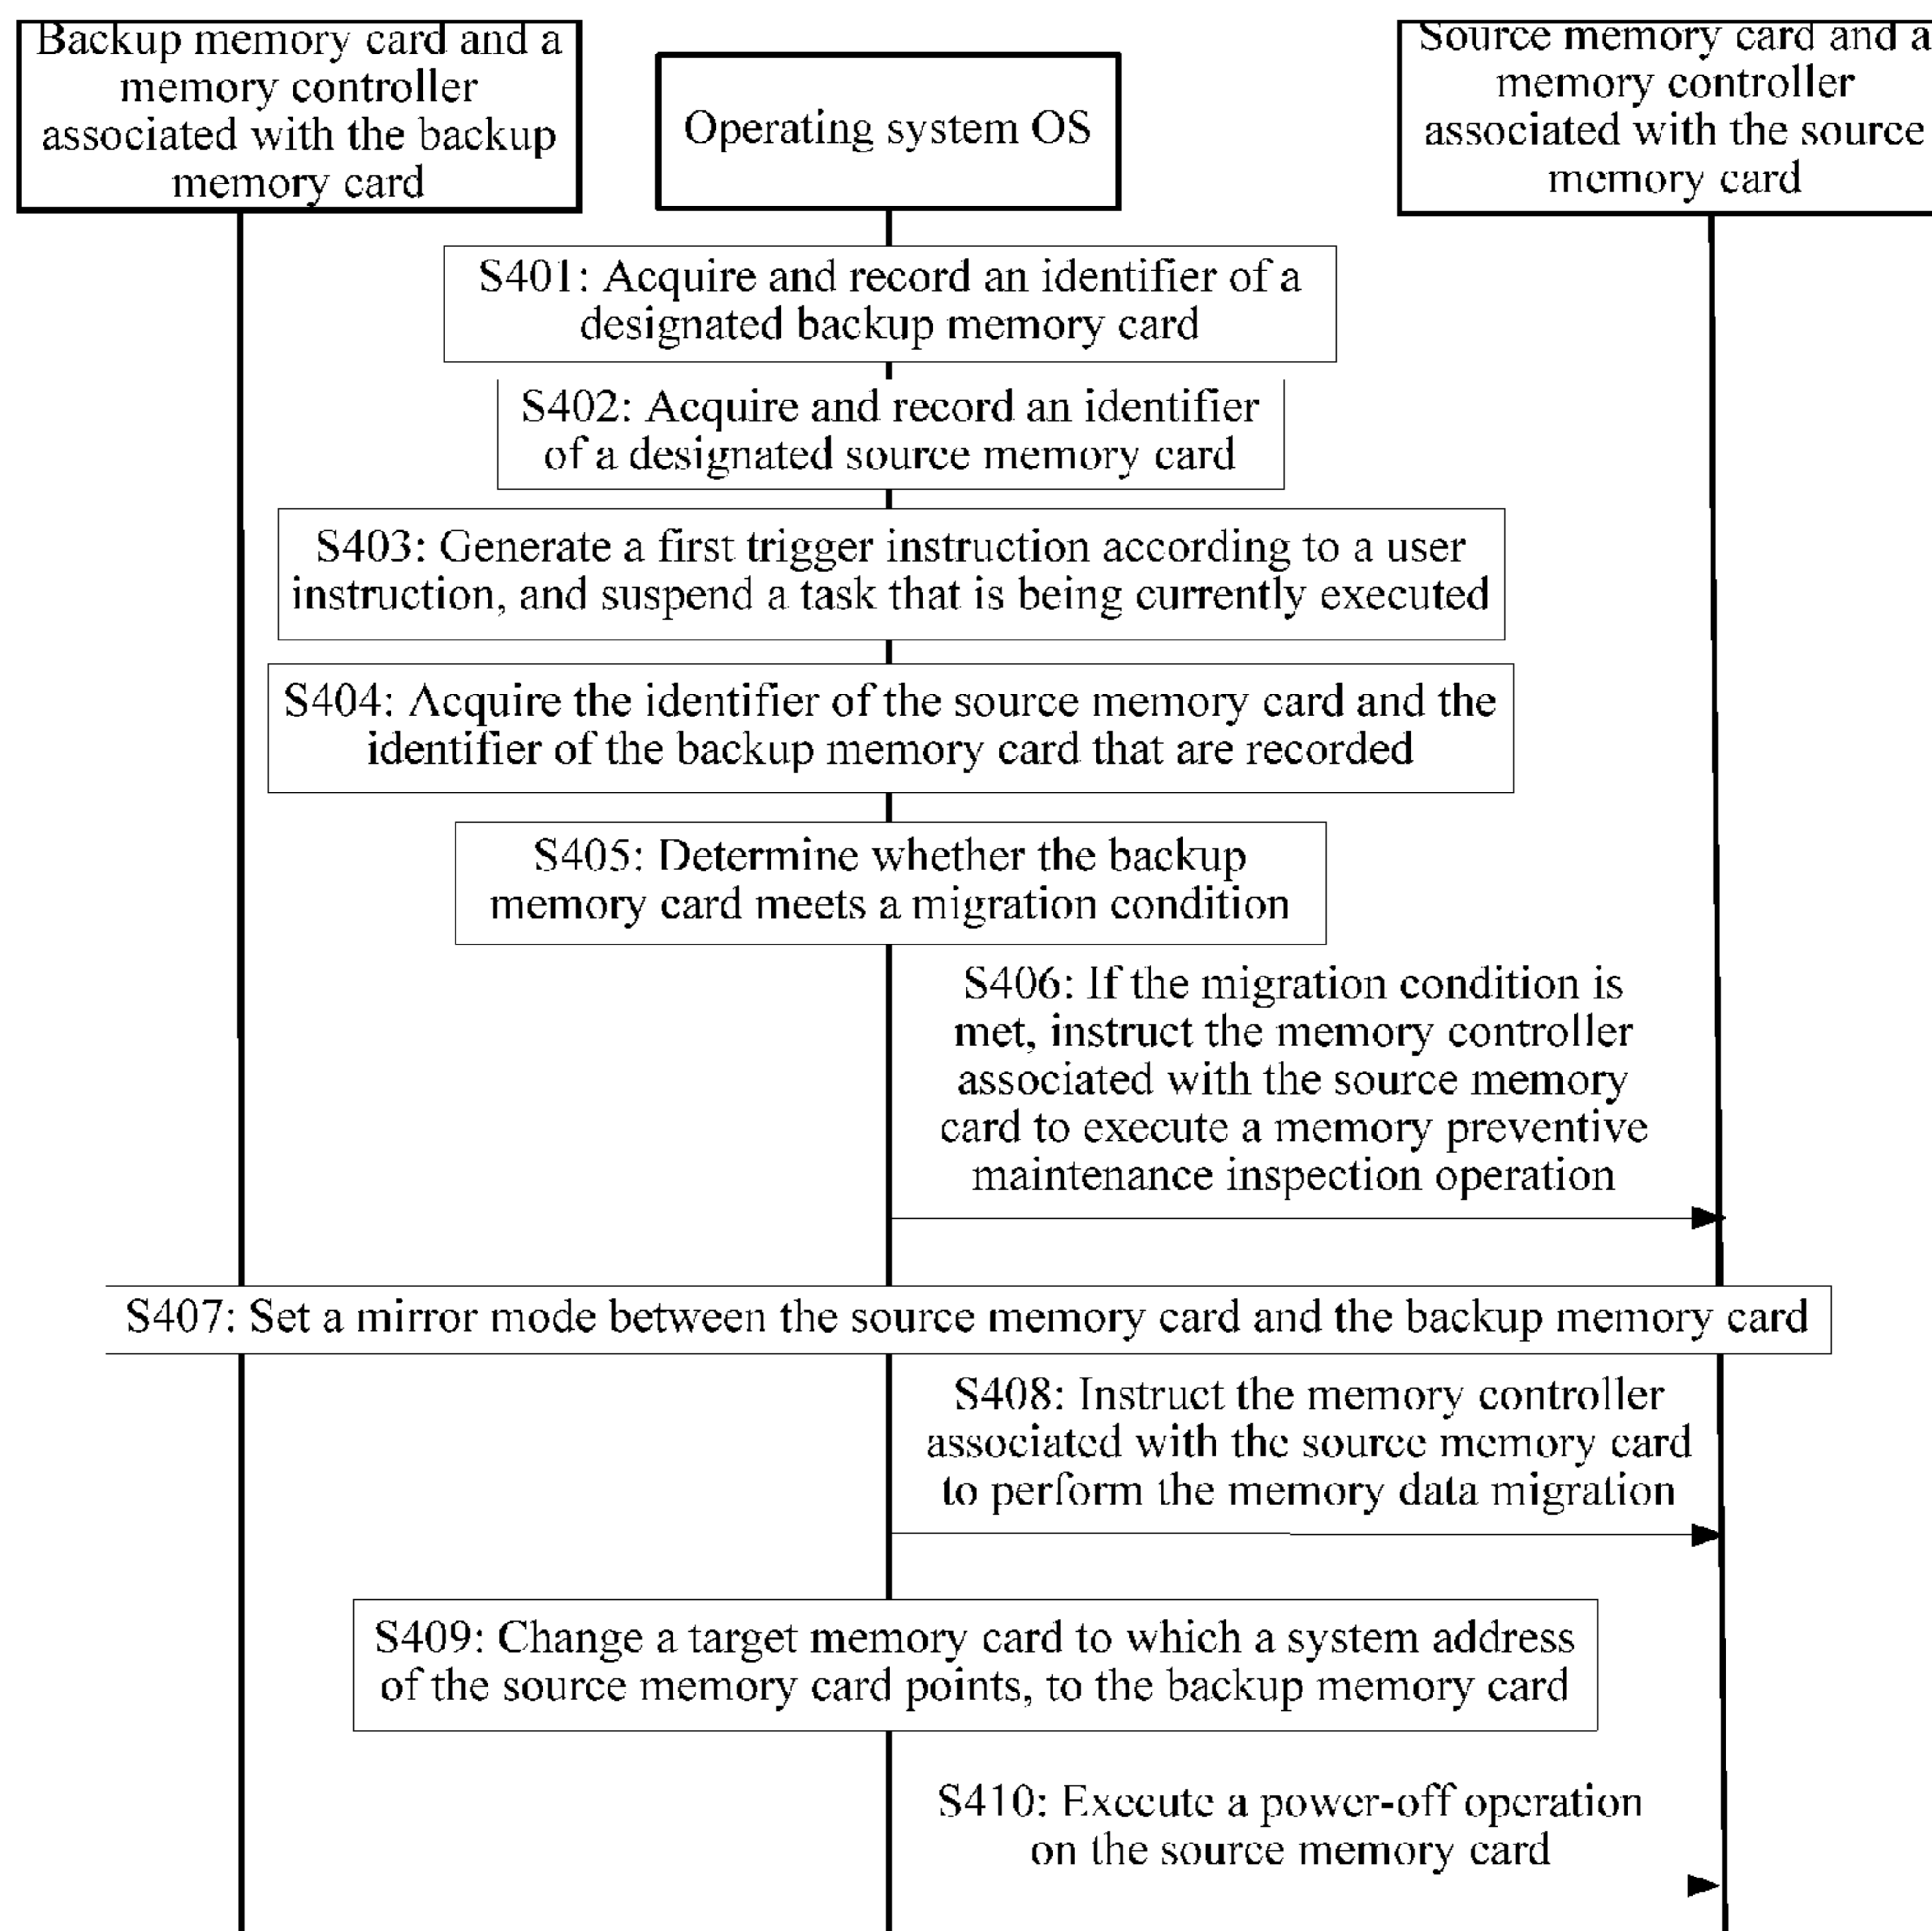 Backup memory card and a
memory controller
associated with the backup
memory card
Operating system OS
Source memory card and a
memory controller
associated with the source
memory card
S401: Acquire and record an identifier of a
designated backup memory card
S402: Acquire and record an identifier
of a designated source memory card
S403: Generate a first trigger instruction according to a user
instruction, and suspend a task that is being currently executed
S404: Acquire the identifier of the source memory card and the
identifier of the backup memory card that are recorded
S405: Determine whether the backup
memory card meets a migration condition
S406: If the migration condition is
met, instruct the memory controller
associated with the source memory
card to execute a memory preventive
maintenance inspection operation
S407: Set a mirror mode between the source memory card and the backup memory card
S408: Instruct the memory controller
associated with the source memory card
to perform the memory data migration
S409: Change a target memory card to which a system address
of the source memory card points, to the backup memory card
S410: Execute a power-off operation
on the source memory card